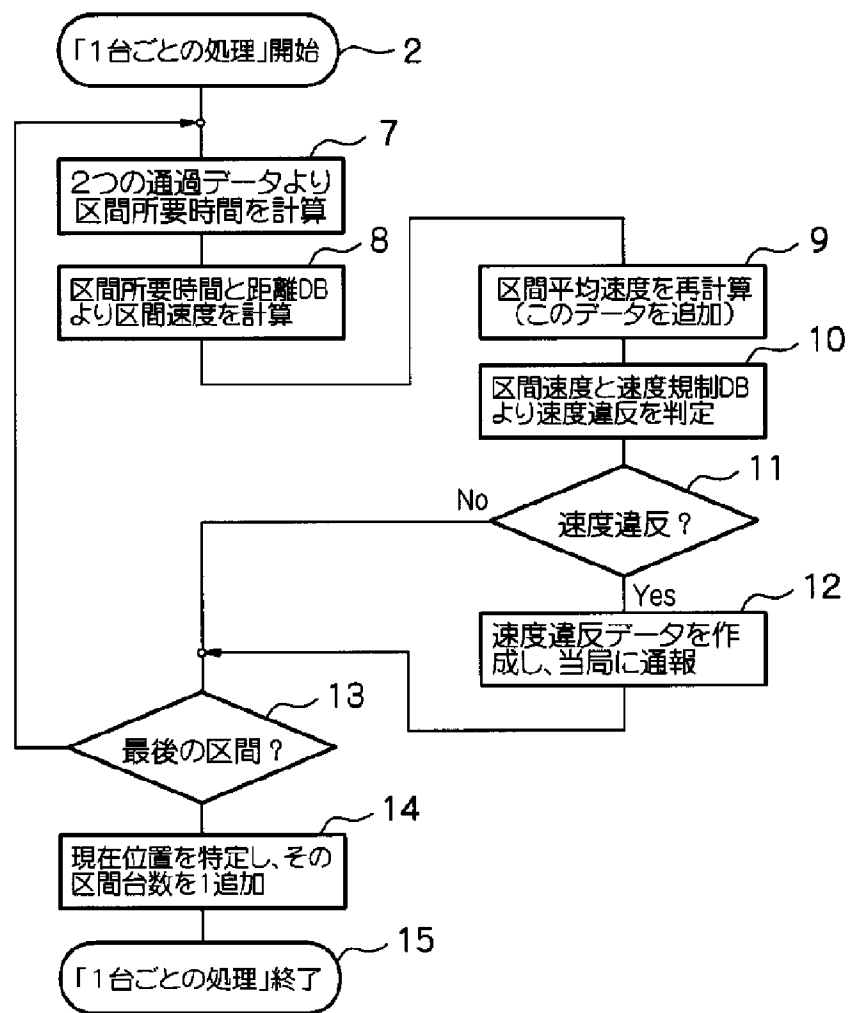 「1台ごとの処理」開始
2
7
2つの通過データより
区間所要時間を計算
8
区間所要時間と距離DB
より区間速度を計算
9
区間平均速度を再計算
(このデータを追加)
10
区間速度と速度規制DB
より速度違反を判定
11
速度違反?
No
Yes
12
速度違反データを作
成し、当局に通報
13
最後の区間?
14
現在位置を特定し、その
区間台数を1追加
15
「1台ごとの処理」終了